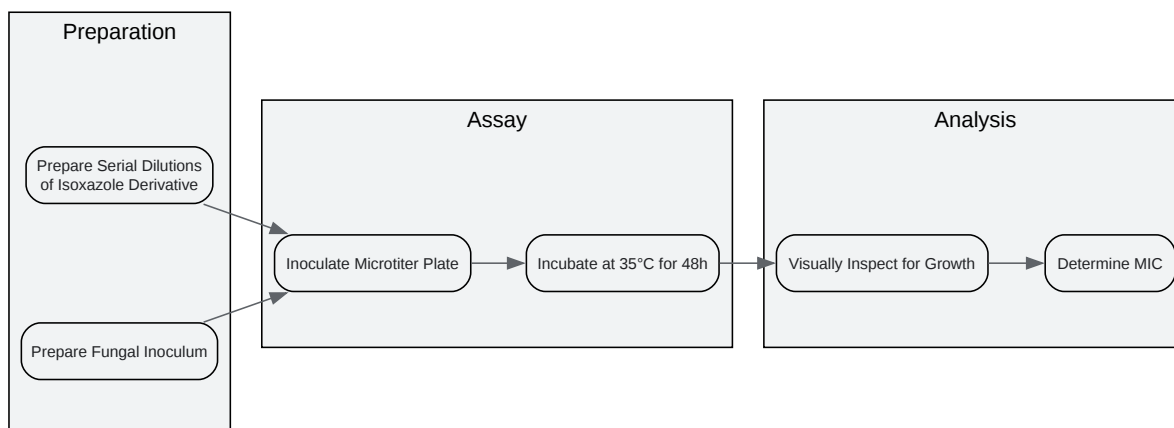 Preparation
Prepare Serial Dilutions
of Isoxazole Derivative
Prepare Fungal Inoculum
Assay
Inoculate Microtiter Plate
Incubate at 35°C for 48h
Analysis
Visually Inspect for Growth
Determine MIC